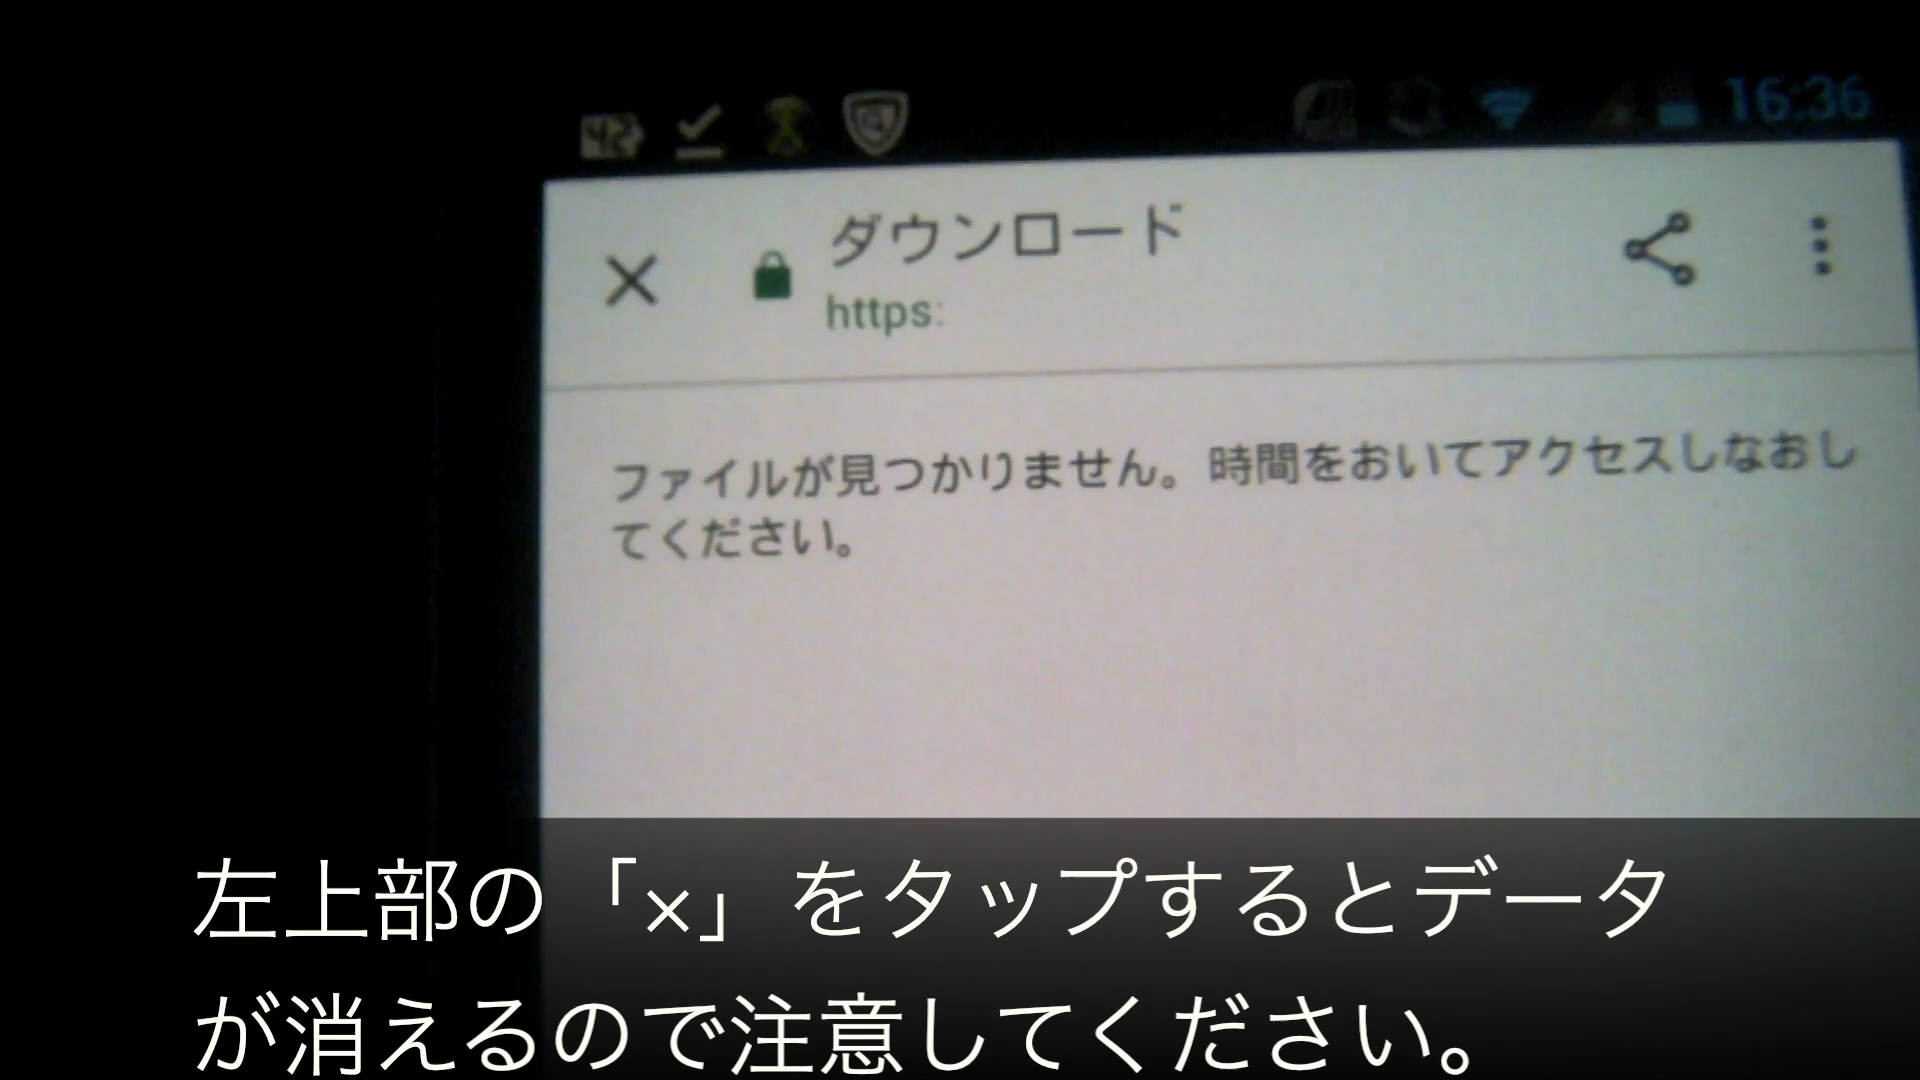 42
16:36
ダウンロード
https:
ファイルが見つかりません。時間をおいてアクセスしなおし
てください。
左上部の「×」をタップするとデータ
が消えるので注意してください。